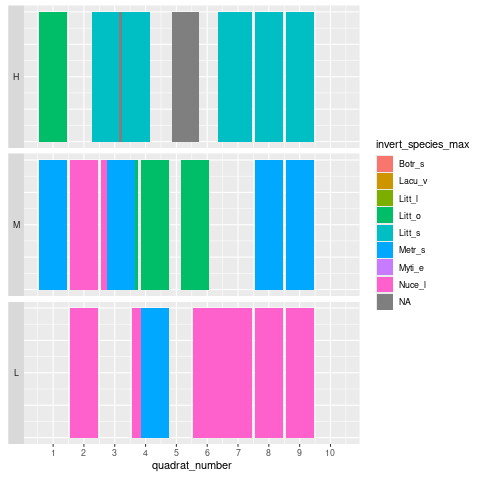 H
M
L
1 2 3 4 5 6 7 8 9 10
quadrat_number
invert_species_max
Botr_s
Lacu_v
Litt_l
Litt_o
Litt_s
Metr_s
Myti_e
Nuce_l
NA